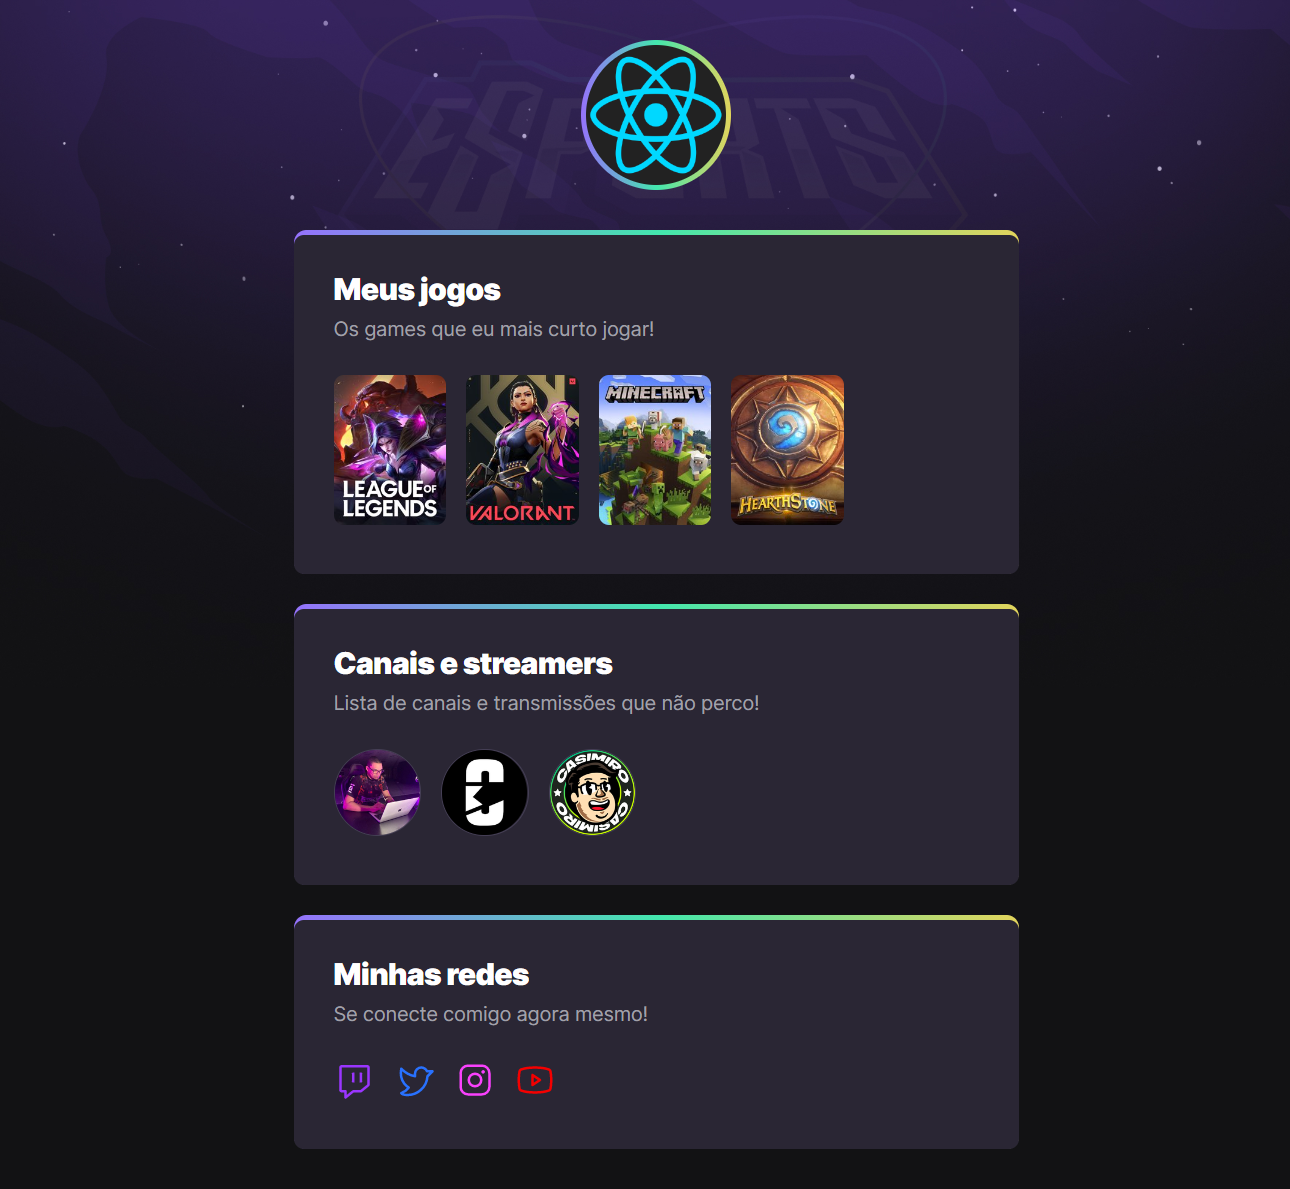 ESPORTS
Meus jogos
Os games que eu mais curto jogar!
LEAGUE OF
LEGENDS
VALORANT
MINECRAFT
HEARTHSTONE
Canais e streamers
Lista de canais e transmissões que não perco!
CASIMIRO
CASIMIRO
Minhas redes
Se conecte comigo agora mesmo!